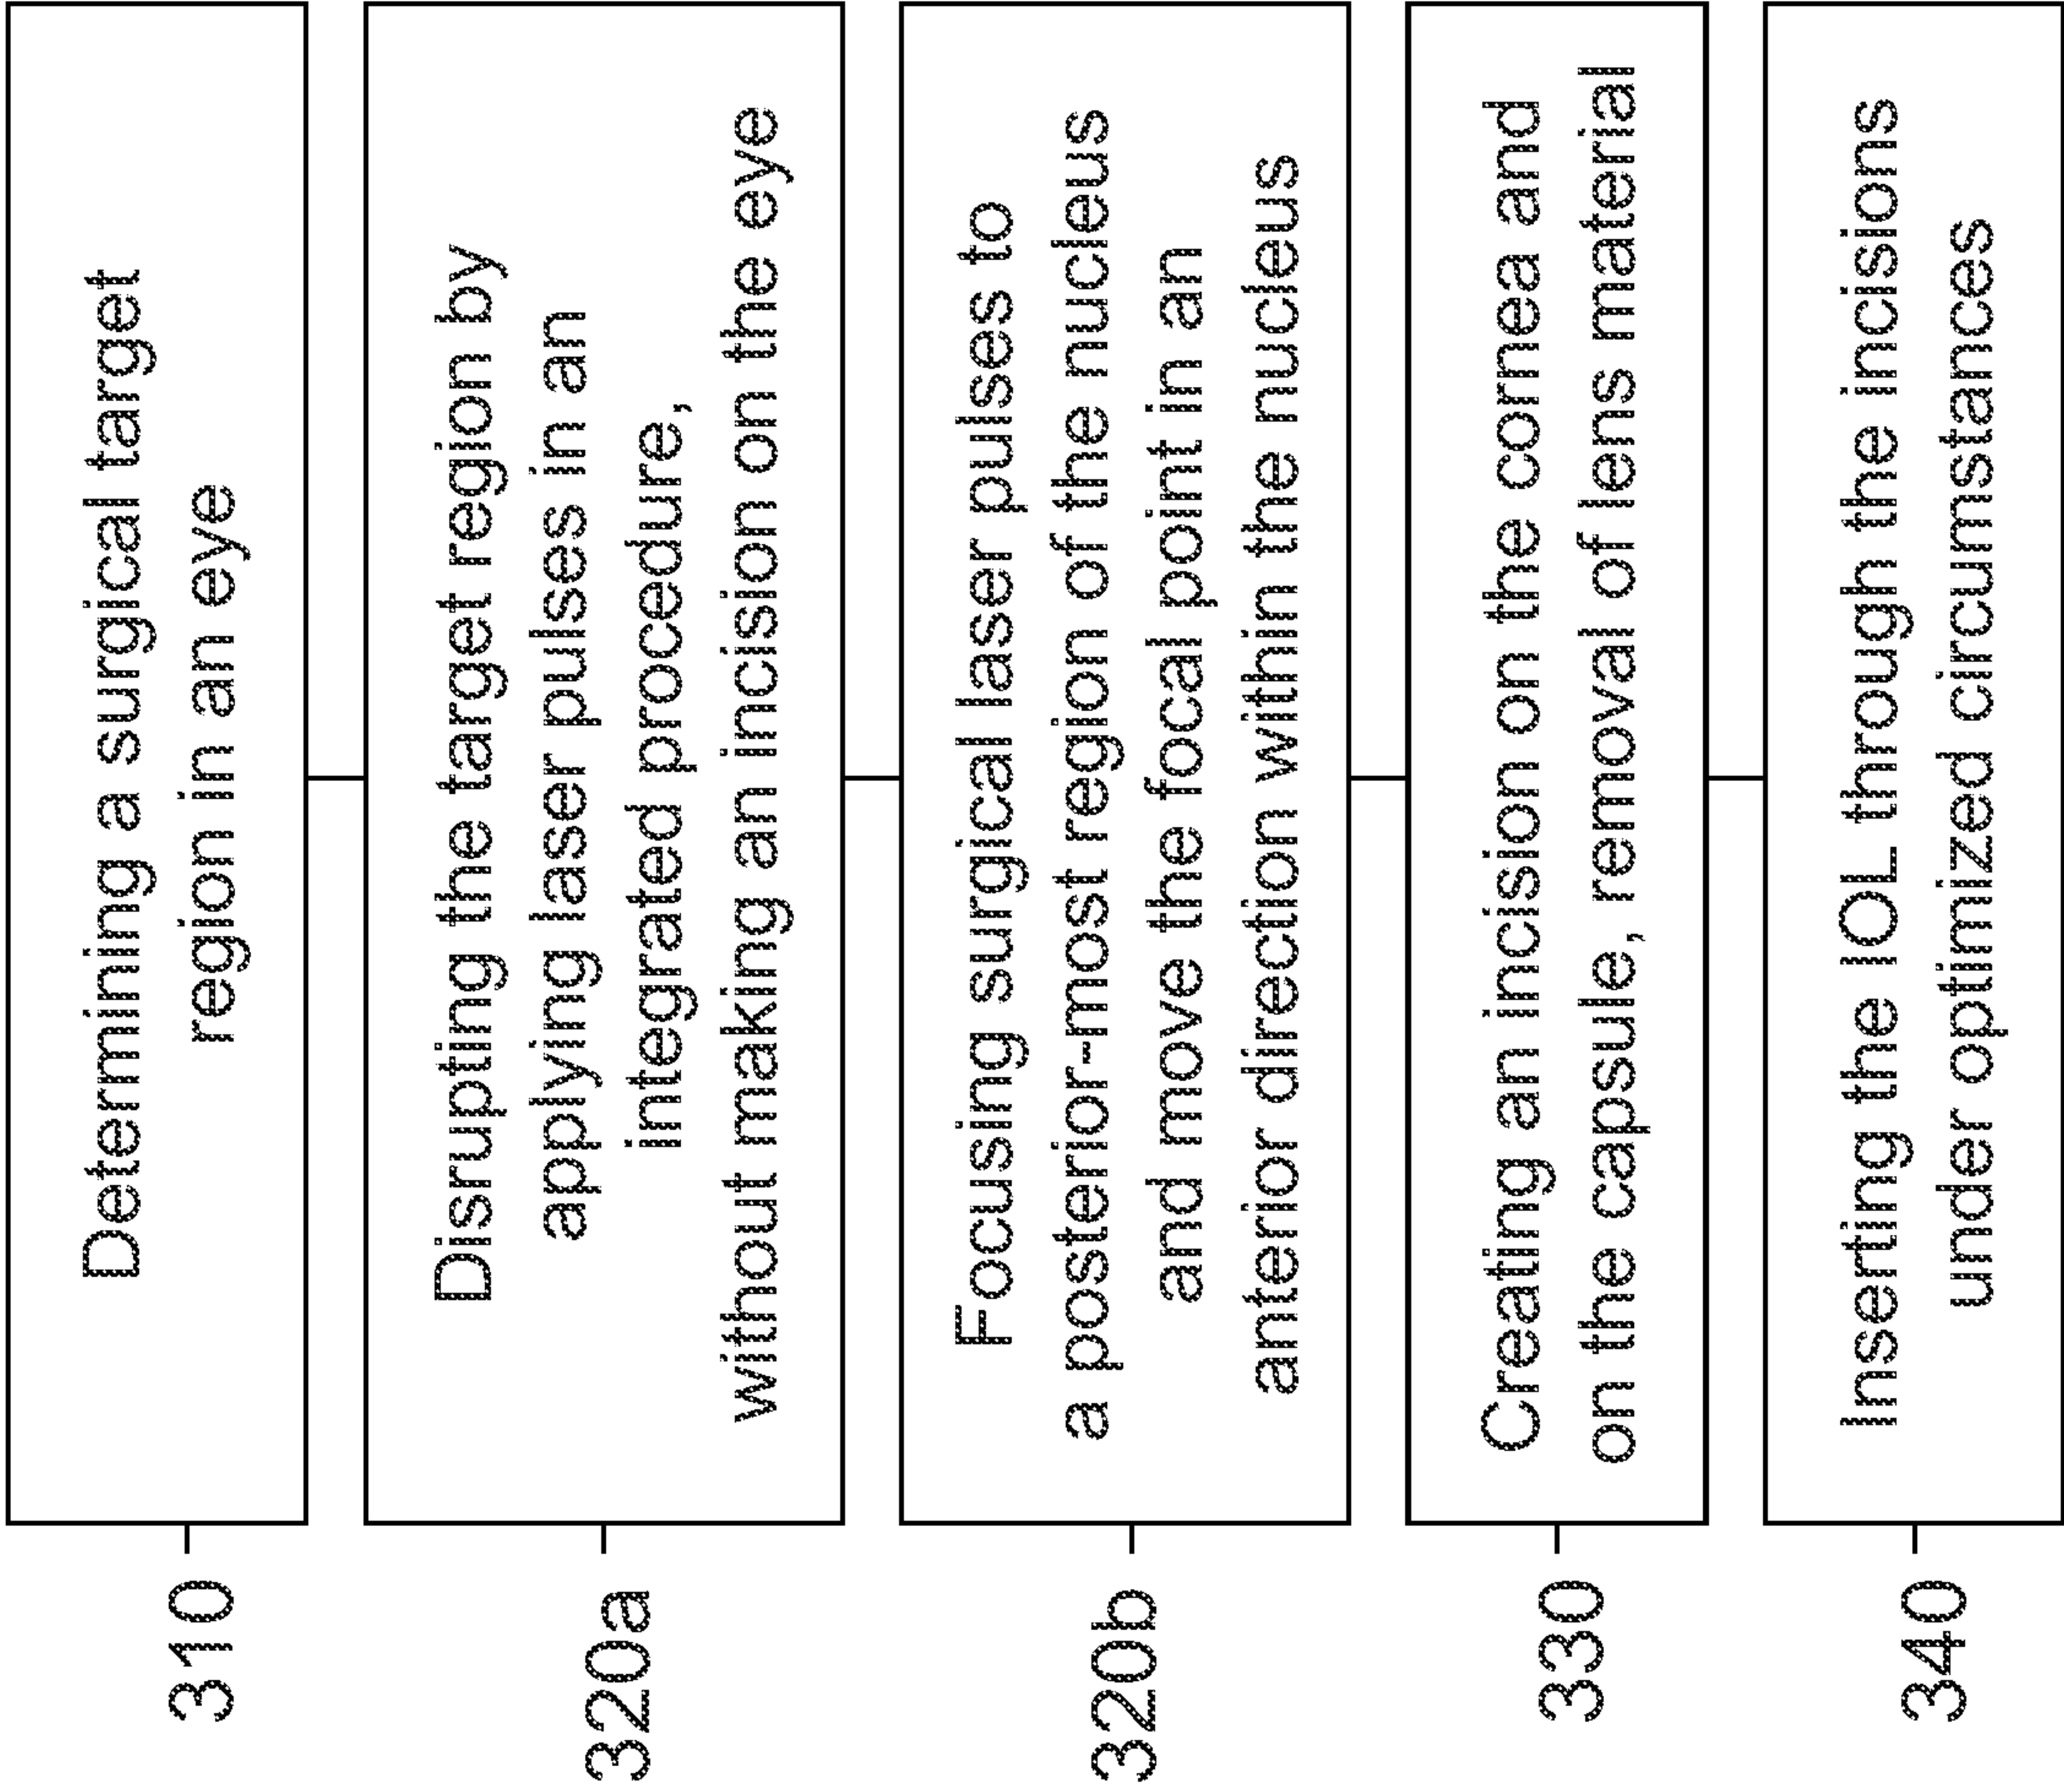 310
Determining a surgical target
region in an eye
320a
Disrupting the target region by
applying laser pulses in an
integrated procedure,
without making an incision on the eye
320b
Focusing surgical laser pulses to
a posterior-most region of the nucleus
and move the focal point in an
anterior direction within the nucleus
330
Creating an incision on the cornea and
on the capsule, removal of lens material
340
Inserting the IOL through the incisions
under optimized circumstances